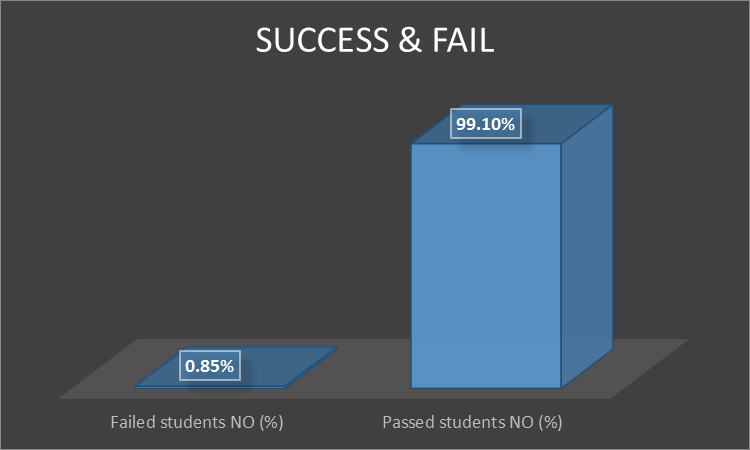 SUCCESS & FAIL
99.10%
0.85%
Failed students NO (%)
Passed students NO (%)